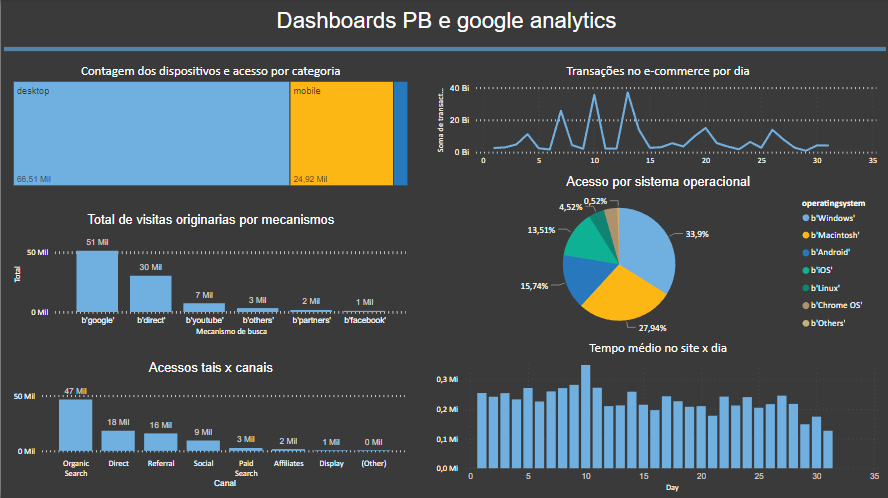 Dashboards PB e google analytics
Contagem dos dispositivos e acesso por categoria
desktop
mobile
66,51 Mil
24,92 Mil
Transações no e-commerce por dia
Soma de transact...
40 Bi
20 Bi
0 Bi
0 5 10 15 20 25 30 35
Total de visitas originarias por mecanismos
Total
50 Mil
0 Mil
51 Mil
30 Mil
7 Mil
3 Mil
2 Mil
1 Mil
b'google' b'direct' b'youtube' b'others' b'partners' b'facebook'
Mecanismo de busca
Acesso por sistema operacional
0,52%
4,52%
13,51%
15,74%
33,9%
27,94%
operatingsystem
b'Windows'
b'Macintosh'
b'Android'
b'iOS'
b'Linux'
b'Chrome OS'
b'Others'
Acessos tais x canais
50 Mil
0 Mil
47 Mil
18 Mil
16 Mil
9 Mil
3 Mil
2 Mil
1 Mil
0 Mil
Organic Direct Referral Social Paid Affiliates Display (Other)
Search Search
Canal
Tempo médio no site x dia
0,3 Mi
0,2 Mi
0,1 Mi
0,0 Mi
0 5 10 15 20 25 30 35
Day